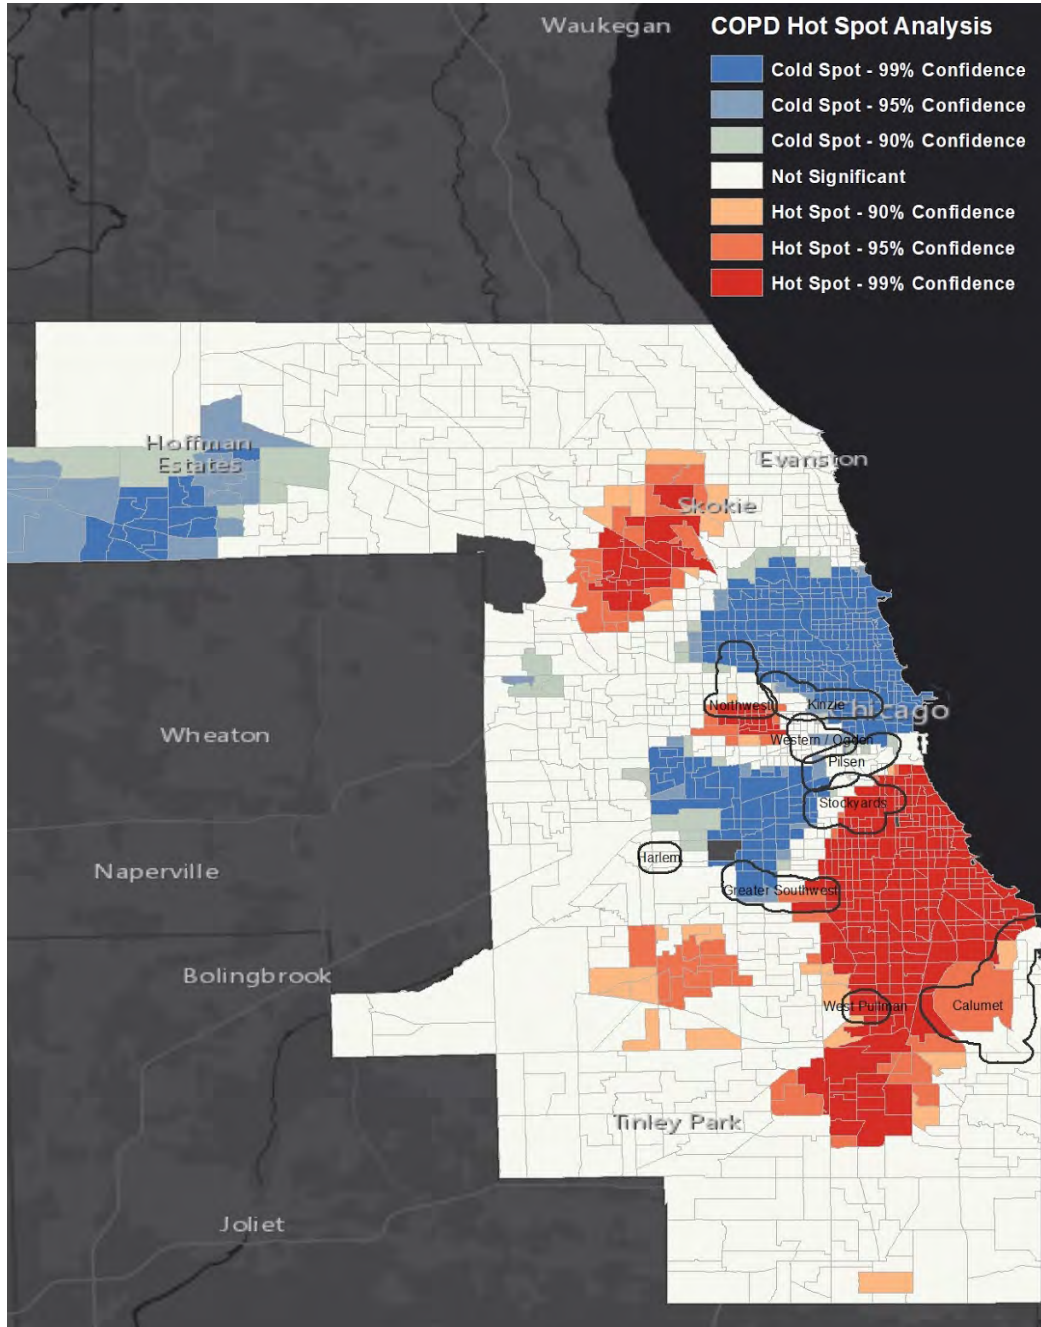 Waukegan
COPD Hot Spot Analysis
Cold Spot - 99% Confidence
Cold Spot - 95% Confidence
Cold Spot - 90% Confidence
Not Significant
Hot Spot - 90% Confidence
Hot Spot - 95% Confidence
Hot Spot - 99% Confidence
Hoffman
Estates
Evanston
Skokie
Northwest
Kinzie
Chicago
Wheaton
Western / Ogden
Pilsen
Stockyards
Harlem
Naperville
Greater Southwest
Bolingbrook
West Pullman
Calumet
Tinley Park
Joliet